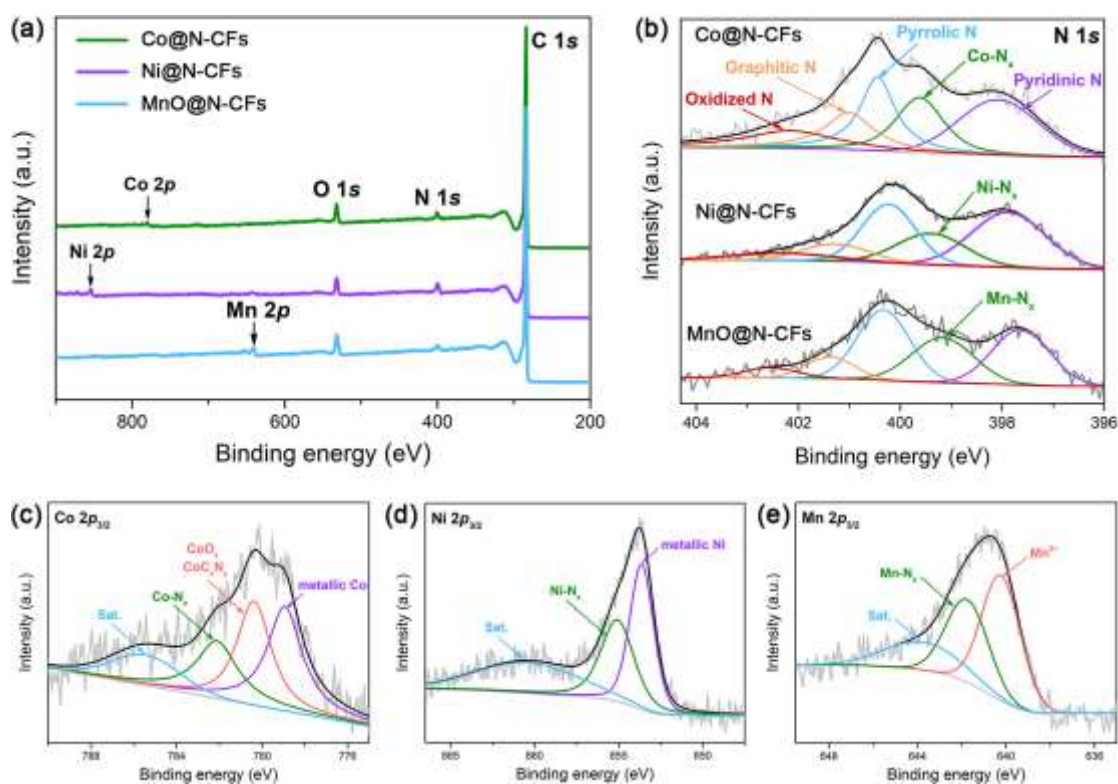 (a)
Co@N-CFs
Ni@N-CFs
MnO@N-CFs
C 1s
Co 2p
O 1s
N 1s
Ni 2p
Mn 2p
Intensity (a.u.)
800 600 400 200
Binding energy (eV)
(b)
Co@N-CFs
N 1s
Pyrrolic N
Graphitic N
Co-Nx
Oxidized N
Pyridinic N
Ni@N-CFs
Ni-Nx
MnO@N-CFs
Mn-Nx
Intensity (a.u.)
404 402 400 398 396
Binding energy (eV)
(c) Co 2p3/2
CoOx
CoCxNy
metallic Co
Co-Nx
Sat.
Intensity (a.u.)
788 784 780 776
Binding energy (eV)
(d) Ni 2p3/2
metallic Ni
Ni-Nx
Sat.
Intensity (a.u.)
865 860 855 850
Binding energy (eV)
(e) Mn 2p3/2
Mn2+
Mn-Nx
Sat.
Intensity (a.u.)
648 644 640 636
Binding energy (eV)